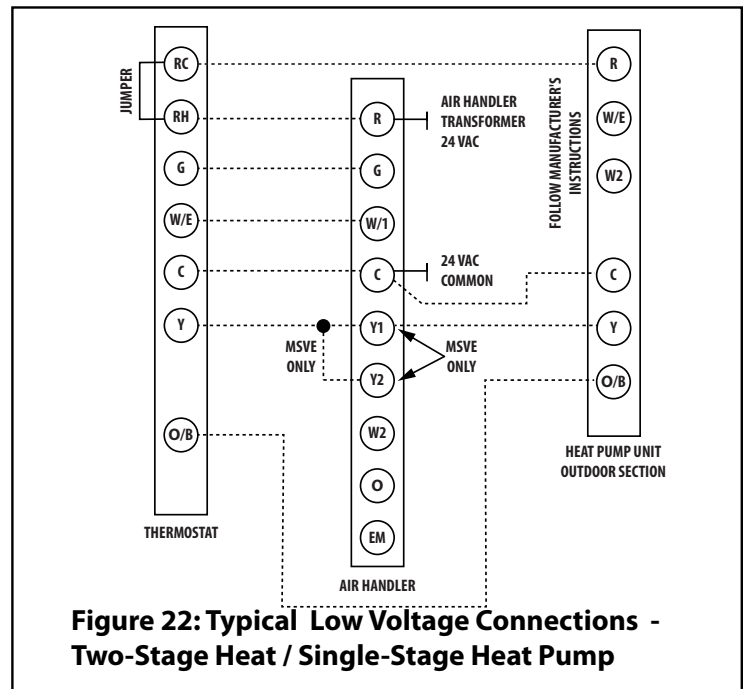 RC
RH
G
W/E
C
Y
O/B
JUMPER
THERMOSTAT
R
G
W/1
C
Y1
Y2
W2
O
EM
AIR HANDLER
AIR HANDLER
TRANSFORMER
24 VAC
24 VAC
COMMON
MSVE
ONLY
MSVE
ONLY
FOLLOW MANUFACTURER'S
INSTRUCTIONS
R
W/E
W2
C
Y
O/B
HEAT PUMP UNIT
OUTDOOR SECTION
Figure 22: Typical Low Voltage Connections -
Two-Stage Heat / Single-Stage Heat Pump